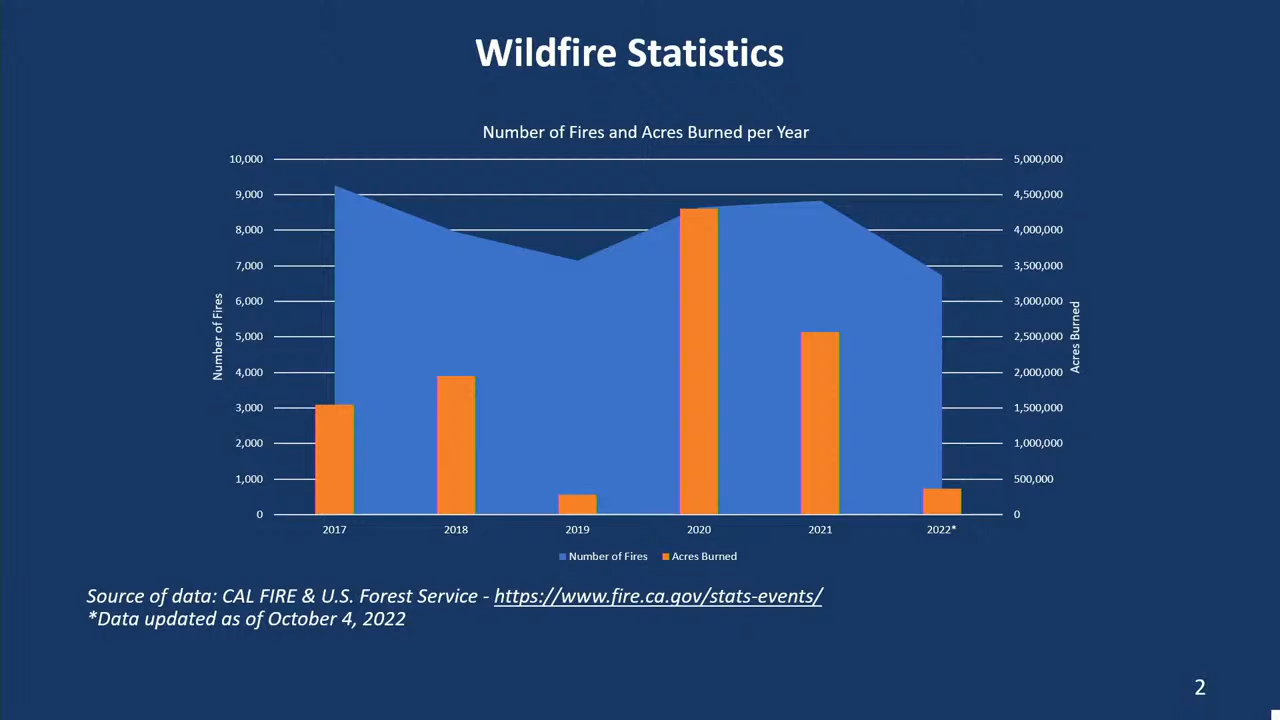 Wildfire Statistics
Number of Fires and Acres Burned per Year
10,000
9,000
8,000
7,000
6,000
5,000
4,000
3,000
2,000
1,000
0
Number of Fires
5,000,000
4,500,000
4,000,000
3,500,000
3,000,000
2,500,000
2,000,000
1,500,000
1,000,000
500,000
0
Acres Burned
2017 2018 2019 2020 2021 2022*
Number of Fires Acres Burned
Source of data: CAL FIRE & U.S. Forest Service - https://www.fire.ca.gov/stats-events/
*Data updated as of October 4, 2022
2